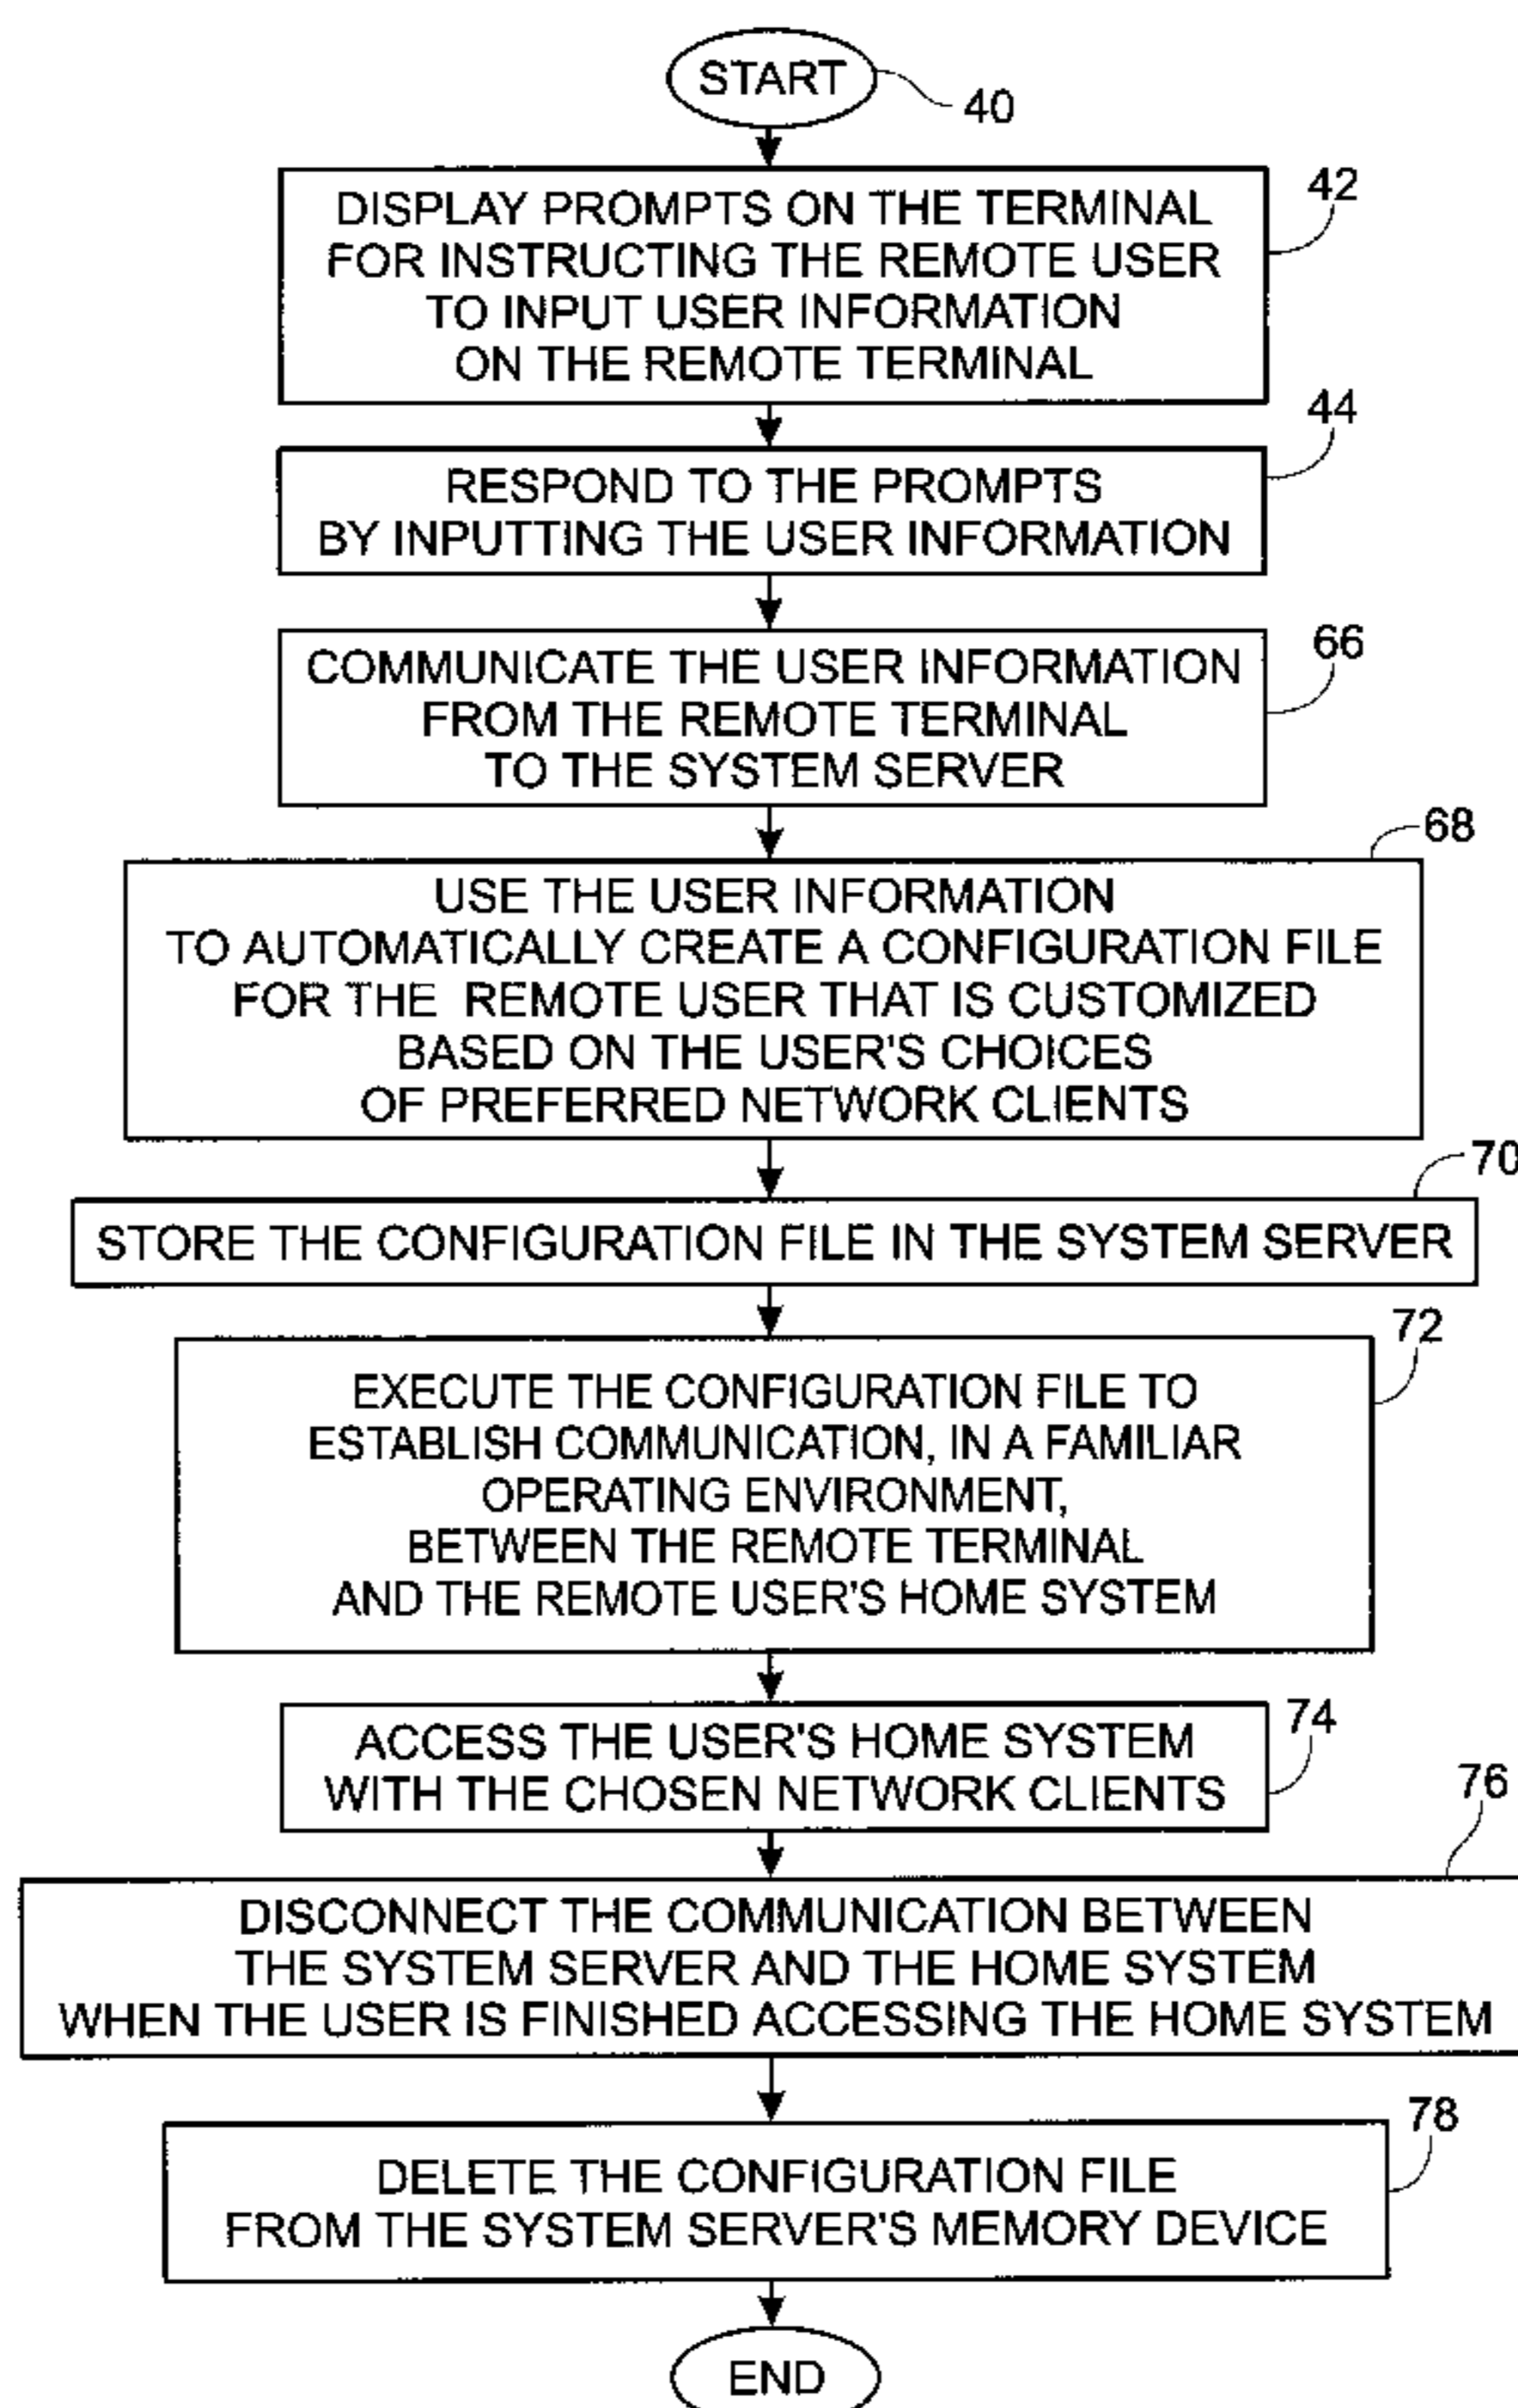 START
40
DISPLAY PROMPTS ON THE TERMINAL
FOR INSTRUCTING THE REMOTE USER
TO INPUT USER INFORMATION
ON THE REMOTE TERMINAL
42
RESPOND TO THE PROMPTS
BY INPUTTING THE USER INFORMATION
44
COMMUNICATE THE USER INFORMATION
FROM THE REMOTE TERMINAL
TO THE SYSTEM SERVER
66
USE THE USER INFORMATION
TO AUTOMATICALLY CREATE A CONFIGURATION FILE
FOR THE REMOTE USER THAT IS CUSTOMIZED
BASED ON THE USER'S CHOICES
OF PREFERRED NETWORK CLIENTS
68
STORE THE CONFIGURATION FILE IN THE SYSTEM SERVER
70
EXECUTE THE CONFIGURATION FILE TO
ESTABLISH COMMUNICATION, IN A FAMILIAR
OPERATING ENVIRONMENT,
BETWEEN THE REMOTE TERMINAL
AND THE REMOTE USER'S HOME SYSTEM
72
ACCESS THE USER'S HOME SYSTEM
WITH THE CHOSEN NETWORK CLIENTS
74
DISCONNECT THE COMMUNICATION BETWEEN
THE SYSTEM SERVER AND THE HOME SYSTEM
WHEN THE USER IS FINISHED ACCESSING THE HOME SYSTEM
76
DELETE THE CONFIGURATION FILE
FROM THE SYSTEM SERVER'S MEMORY DEVICE
78
END